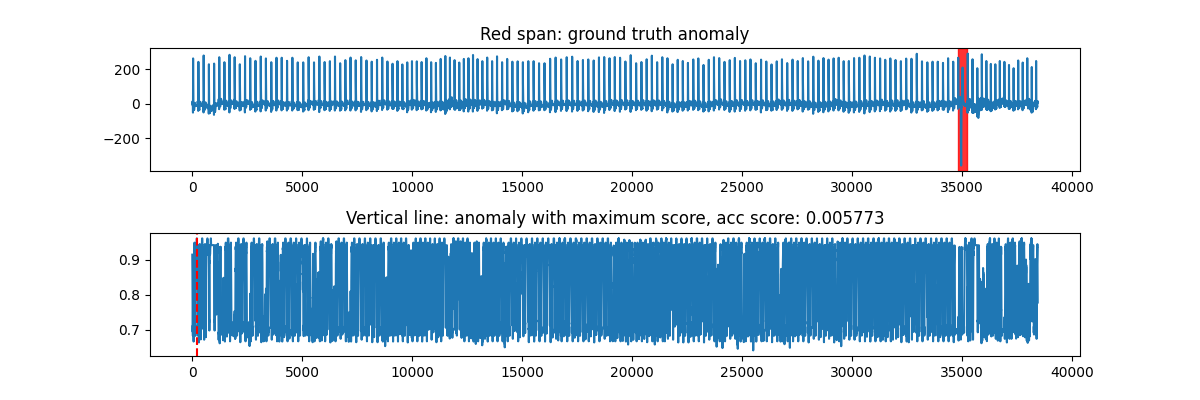 Red span: ground truth anomaly
200
0
−200
0 5000 10000 15000 20000 25000 30000 35000 40000
Vertical line: anomaly with maximum score, acc score: 0.005773
0.9
0.8
0.7
0 5000 10000 15000 20000 25000 30000 35000 40000